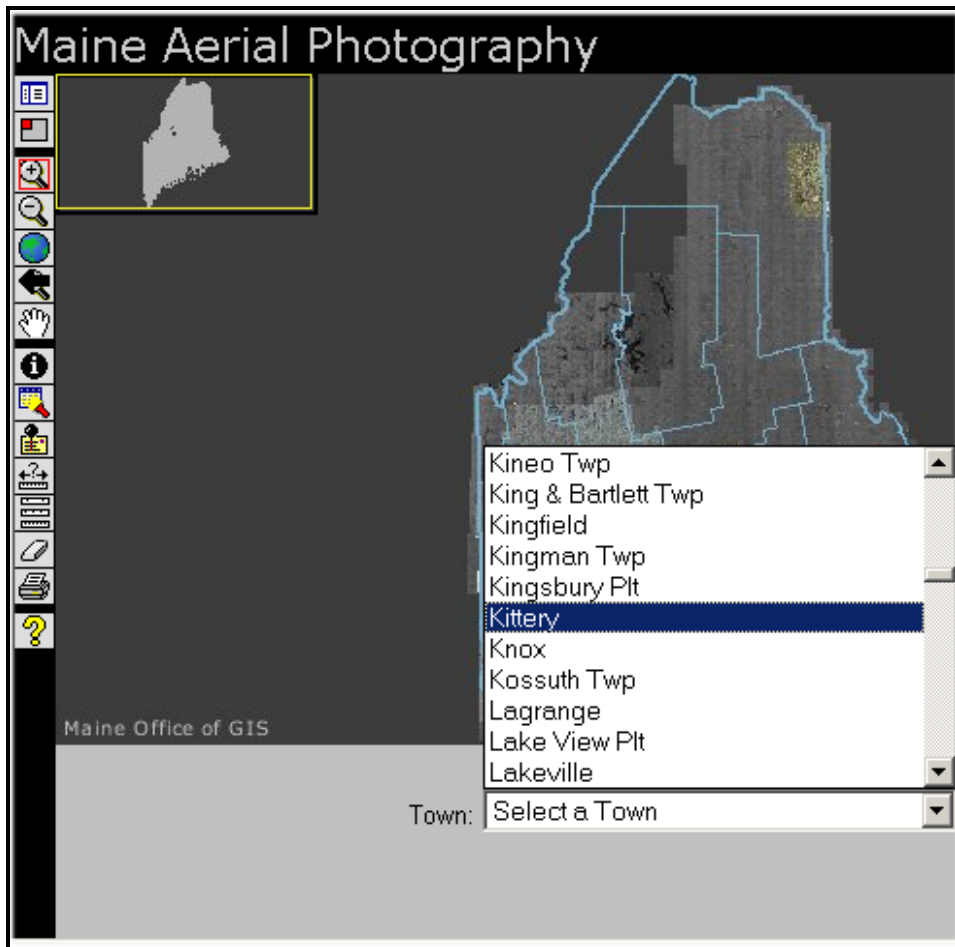 Maine Aerial Photography
Kineo Twp
King & Bartlett Twp
Kingfield
Kingman Twp
Kingsbury Plt
Kittery
Knox
Kossuth Twp
Lagrange
Lake View Plt
Lakeville
Maine Office of GIS
Town: Select a Town